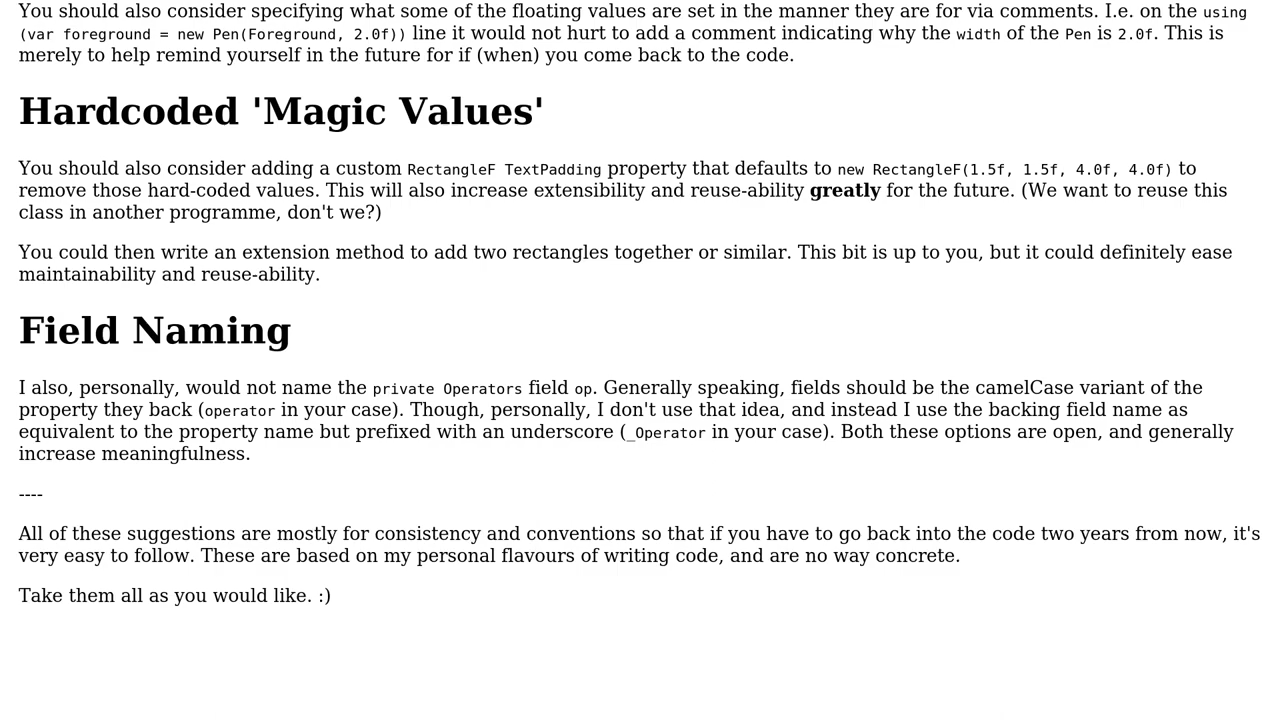 You should also consider specifying what some of the floating values are set in the manner they are for via comments. I.e. on the using
(var foreground = new Pen(Foreground, 2.0f)) line it would not hurt to add a comment indicating why the width of the Pen is 2.0f. This is
merely to help remind yourself in the future for if (when) you come back to the code.
Hardcoded 'Magic Values'
You should also consider adding a custom RectangleF TextPadding property that defaults to new RectangleF(1.5f, 1.5f, 4.0f, 4.0f) to
remove those hard-coded values. This will also increase extensibility and reuse-ability greatly for the future. (We want to reuse this
class in another programme, don't we?)
You could then write an extension method to add two rectangles together or similar. This bit is up to you, but it could definitely ease
maintainability and reuse-ability.
Field Naming
I also, personally, would not name the private Operators field op. Generally speaking, fields should be the camelCase variant of the
property they back (operator in your case). Though, personally, I don't use that idea, and instead I use the backing field name as
equivalent to the property name but prefixed with an underscore (_Operator in your case). Both these options are open, and generally
increase meaningfulness.
----
All of these suggestions are mostly for consistency and conventions so that if you have to go back into the code two years from now, it's
very easy to follow. These are based on my personal flavours of writing code, and are no way concrete.
Take them all as you would like. :)